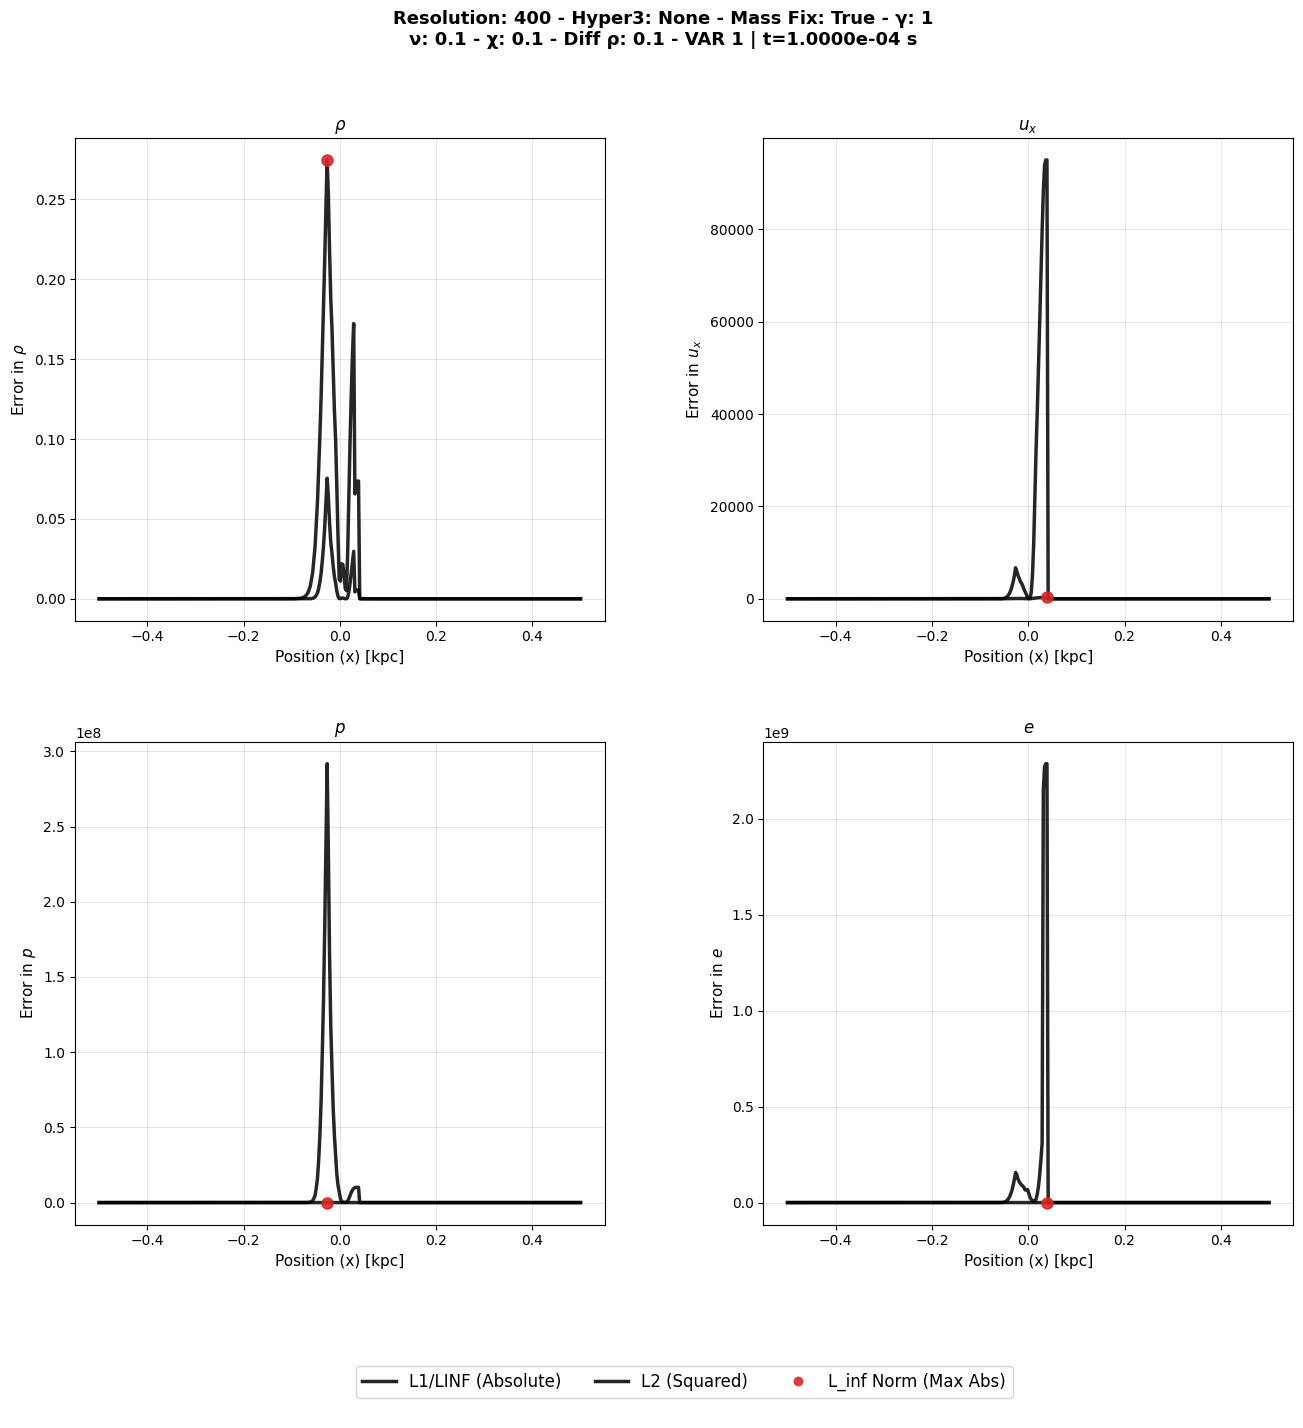 Resolution: 400 - Hyper3: None - Mass Fix: True - γ: 1
ν: 0.1 - χ: 0.1 - Diff ρ: 0.1 - VAR 1 | t=1.0000e-04 s
ρ
Error in ρ
0.25
0.20
0.15
0.10
0.05
0.00
−0.4 −0.2 0.0 0.2 0.4
Position (x) [kpc]
u_x
Error in u_x
80000
60000
40000
20000
0
−0.4 −0.2 0.0 0.2 0.4
Position (x) [kpc]
p
1e8
Error in p
3.0
2.5
2.0
1.5
1.0
0.5
0.0
−0.4 −0.2 0.0 0.2 0.4
Position (x) [kpc]
e
1e9
Error in e
2.0
1.5
1.0
0.5
0.0
−0.4 −0.2 0.0 0.2 0.4
Position (x) [kpc]
L1/LINF (Absolute) L2 (Squared) L_inf Norm (Max Abs)